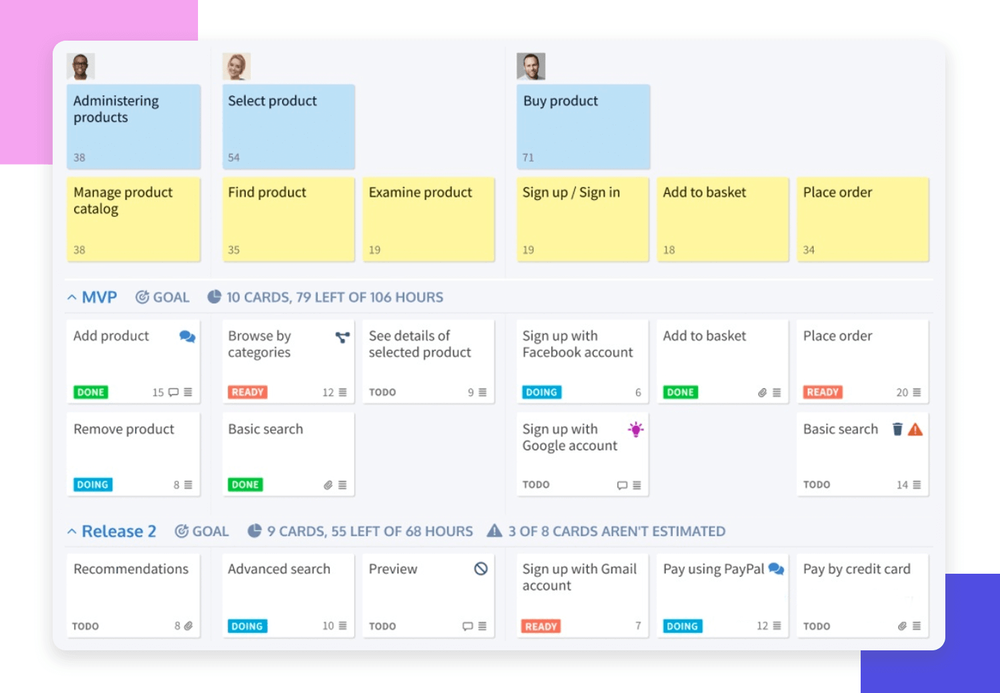 Administering
products
38
Select product
54
Buy product
71
Manage product
catalog
38
Find product
35
Examine product
19
Sign up / Sign in
19
Add to basket
18
Place order
34
MVP GOAL 10 CARDS, 79 LEFT OF 106 HOURS
Add product
DONE 15
Browse by
categories
READY 12
See details of
selected product
TODO 9
Sign up with
Facebook account
DOING 6
Add to basket
DONE
Place order
READY 20
Remove product
DOING 8
Basic search
DONE
Sign up with
Google account
TODO
Basic search
TODO 14
Release 2 GOAL 9 CARDS, 55 LEFT OF 68 HOURS 3 OF 8 CARDS AREN'T ESTIMATED
Recommendations
TODO 8
Advanced search
DOING 10
Preview
TODO
Sign up with Gmail
account
READY 7
Pay using PayPal
DOING 12
Pay by credit card
TODO